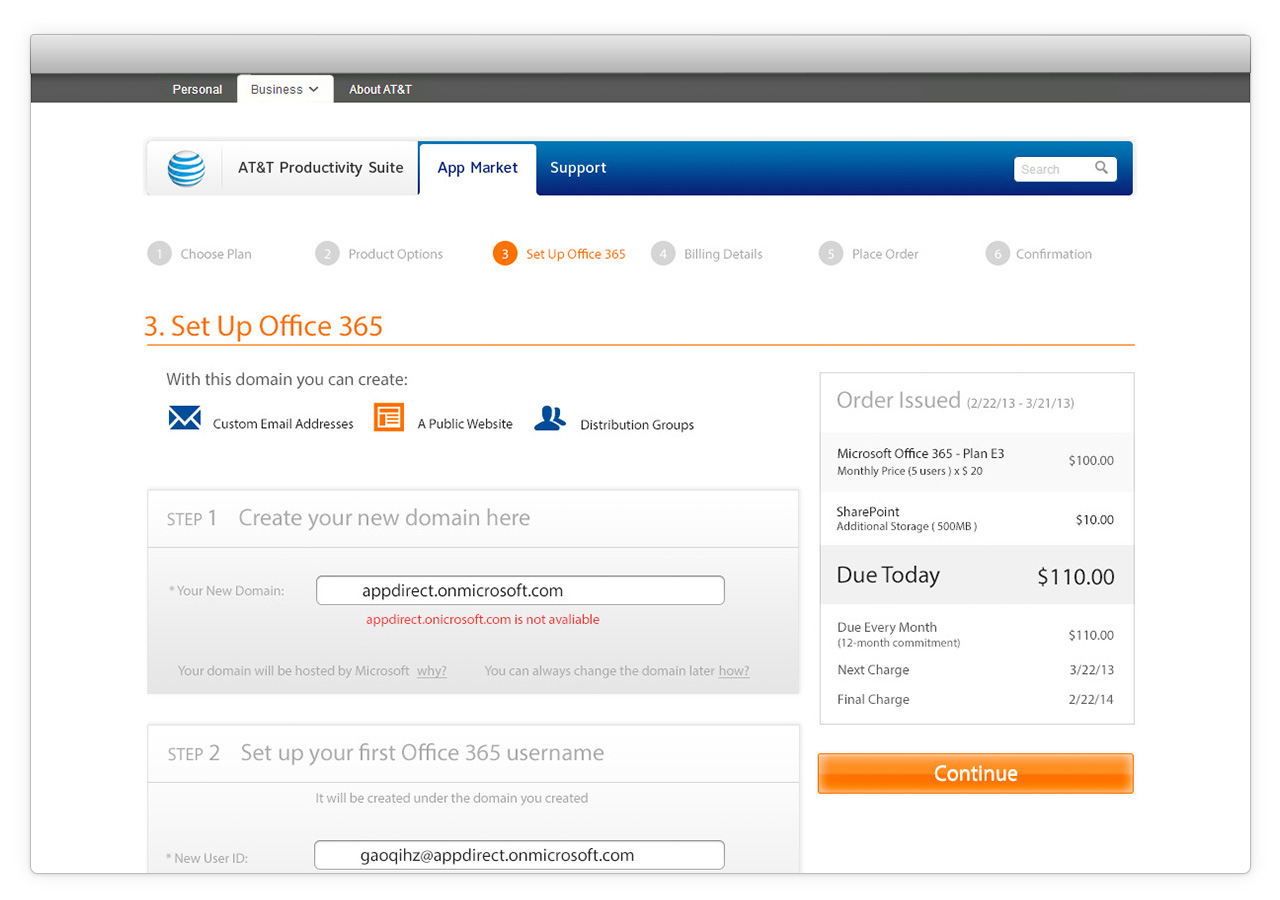 Personal Business About AT&T
AT&T Productivity Suite App Market Support Search
1 Choose Plan 2 Product Options 3 Set Up Office 365 4 Billing Details 5 Place Order 6 Confirmation
3. Set Up Office 365
With this domain you can create:
Custom Email Addresses A Public Website Distribution Groups
STEP 1 Create your new domain here
* Your New Domain: appdirect.onmicrosoft.com
appdirect.onicrosoft.com is not avaliable
Your domain will be hosted by Microsoft why? You can always change the domain later how?
STEP 2 Set up your first Office 365 username
It will be created under the domain you created
* New User ID: gaoqihz@appdirect.onmicrosoft.com
Order Issued (2/22/13 - 3/21/13)
Microsoft Office 365 - Plan E3 $100.00
Monthly Price (5 users ) x $ 20
SharePoint $10.00
Additional Storage ( 500MB )
Due Today $110.00
Due Every Month $110.00
(12-month commitment)
Next Charge 3/22/13
Final Charge 2/22/14
Continue